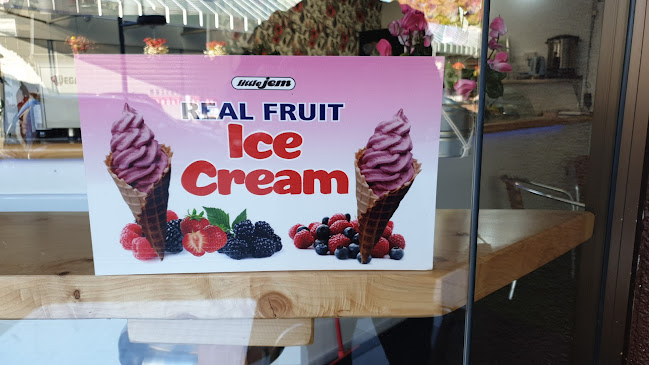 little jem
REAL FRUIT
Ice
Cream